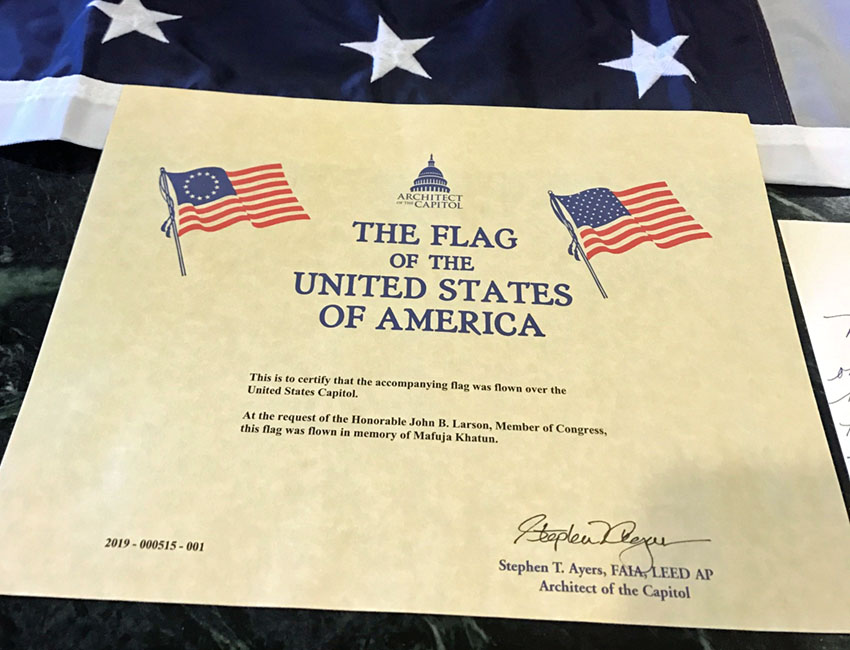 ARCHITECT
OF THE CAPITOL
THE FLAG
OF THE
UNITED STATES
OF AMERICA
This is to certify that the accompanying flag was flown over the
United States Capitol.
At the request of the Honorable John B. Larson, Member of Congress,
this flag was flown in memory of Mafuja Khatun.
2019 - 000515 - 001
Stephen T. Ayers
Stephen T. Ayers, FAIA, LEED AP
Architect of the Capitol